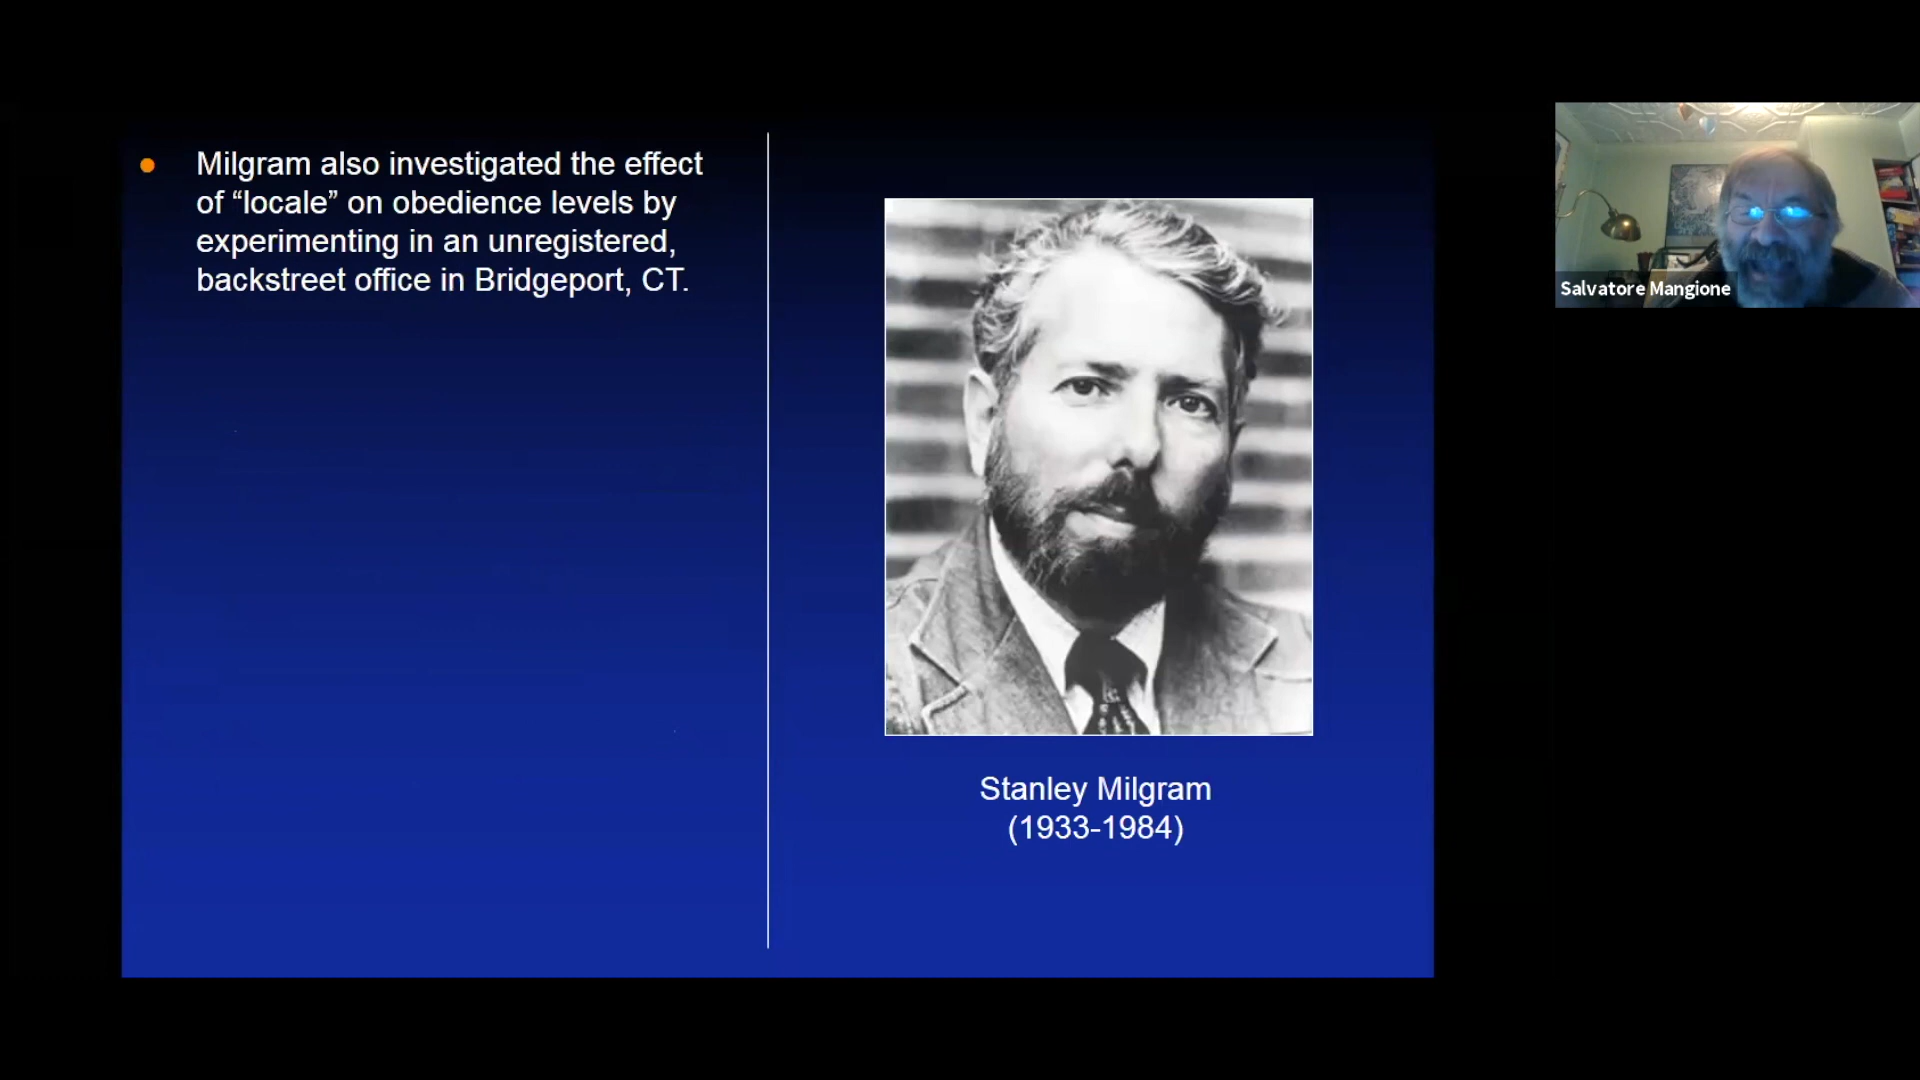 Milgram also investigated the effect
of “locale” on obedience levels by
experimenting in an unregistered,
backstreet office in Bridgeport, CT.
Stanley Milgram
(1933-1984)
Salvatore Mangione